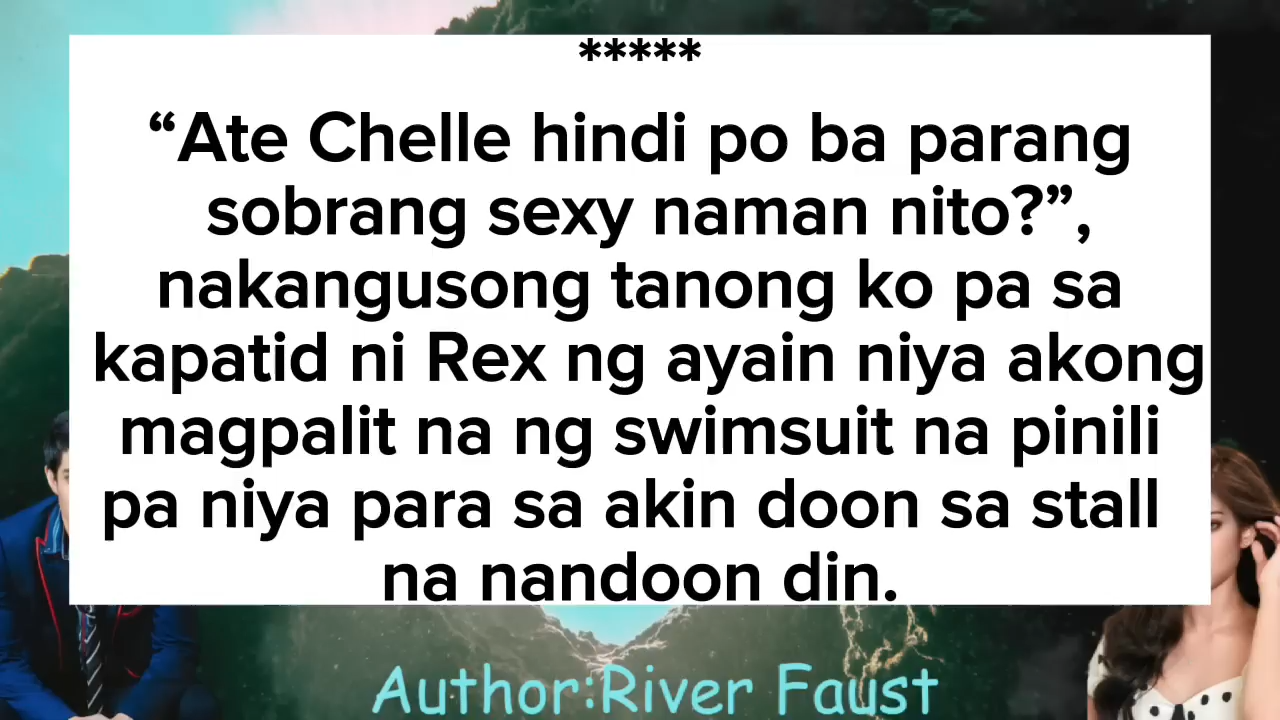 *****
“Ate Chelle hindi po ba parang
sobrang sexy naman nito?”,
nakangusong tanong ko pa sa
kapatid ni Rex ng ayain niya akong
magpalit na ng swimsuit na pinili
pa niya para sa akin doon sa stall
na nandoon din.
Author:River Faust